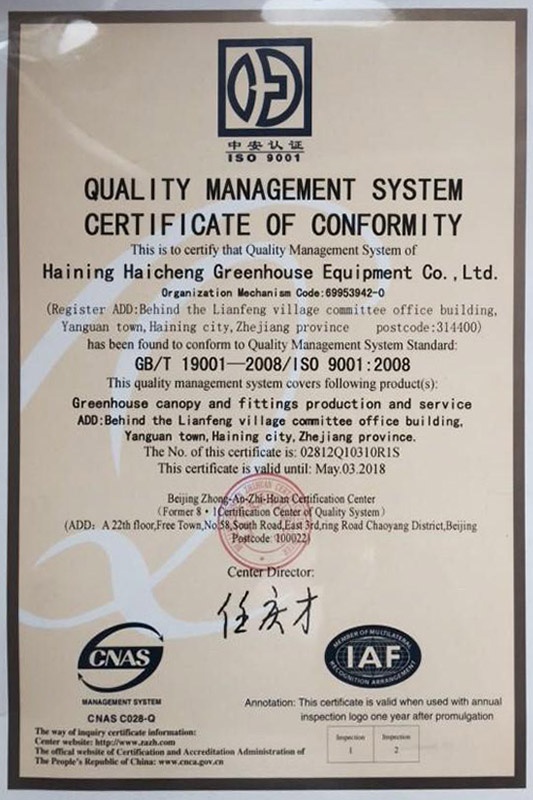 中安认证
ISO 9001
QUALITY MANAGEMENT SYSTEM
CERTIFICATE OF CONFORMITY
This is to certify that Quality Management System of
Haining Haicheng Greenhouse Equipment Co.,Ltd.
Organization Mechanism Code:69953942-0
(Register ADD:Behind the Lianfeng village committee office building,
Yanguan town,Haining city,Zhejiang province postcode:314400)
has been found to conform to Quality Management System Standard:
GB/T 19001—2008/ISO 9001:2008
This quality management system covers following product(s):
Greenhouse canopy and fittings production and service
ADD:Behind the Lianfeng village committee office building,
Yanguan town,Haining city,Zhejiang province.
The No. of this certificate is: 02812Q10310R1S
This certificate is valid until: May.03.2018
Beijing Zhong-An-Zhi-Huan Certification Center
(Former 8·1Certification Center of Quality System)
(ADD: A 22th floor,Free Town,No.58,South Road,East 3rd,ring Road Chaoyang District,Beijing
Postcode:100022)
Center Director:
任庆才
CNAS
MANAGEMENT SYSTEM
CNAS C028-Q
MEMBER OF MULTILATERAL
IAF
RECOGNITION ARRANGEMENT
Annotation: This certificate is valid when used with annual
inspection logo one year after promulgation
The way of inquiry certificate information:
Center website: http://www.zazh.com
The offical website of Certification and Accreditation Administration of
The People's Republic of China: www.cnca.gov.cn
Inspection Inspection
1 2